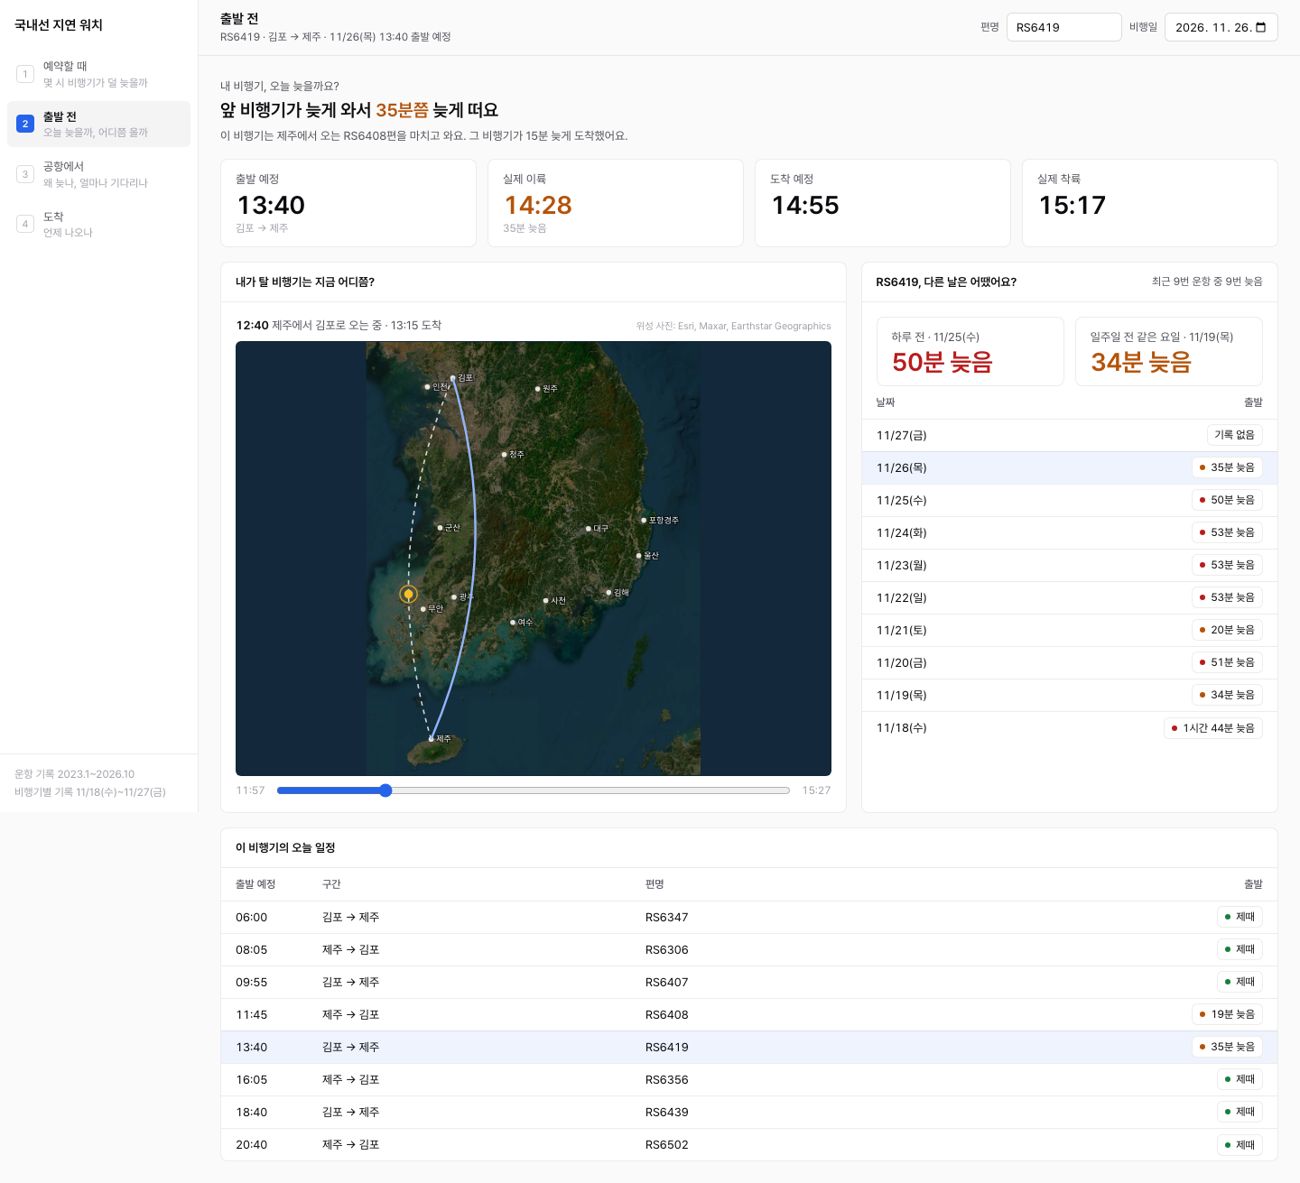 국내선 지연 워치
1
예약할 때
몇 시 비행기가 덜 늦을까
2
출발 전
오늘 늦을까, 어디쯤 올까
3
공항에서
왜 늦나, 얼마나 기다리나
4
도착
언제 나오나
운항 기록 2023.1~2026.10
비행기별 기록 11/18(수)~11/27(금)
출발 전
RS6419 · 김포 → 제주 · 11/26(목) 13:40 출발 예정
편명 RS6419 비행일 2026. 11. 26.
내 비행기, 오늘 늦을까요?
앞 비행기가 늦게 와서 35분쯤 늦게 떠요
이 비행기는 제주에서 오는 RS6408편을 마치고 와요. 그 비행기가 15분 늦게 도착했어요.
출발 예정
13:40
김포 → 제주
실제 이륙
14:28
35분 늦음
도착 예정
14:55
실제 착륙
15:17
내가 탈 비행기는 지금 어디쯤?
12:40 제주에서 김포로 오는 중 · 13:15 도착
위성 사진: Esri, Maxar, Earthstar Geographics
김포
인천
원주
청주
군산
대구
포항경주
울산
광주
무안
사천
김해
여수
제주
11:57
15:27
RS6419, 다른 날은 어땠어요?
최근 9번 운항 중 9번 늦음
하루 전 · 11/25(수)
50분 늦음
일주일 전 같은 요일 · 11/19(목)
34분 늦음
날짜 출발
11/27(금) 기록 없음
11/26(목) 35분 늦음
11/25(수) 50분 늦음
11/24(화) 53분 늦음
11/23(월) 53분 늦음
11/22(일) 53분 늦음
11/21(토) 20분 늦음
11/20(금) 51분 늦음
11/19(목) 34분 늦음
11/18(수) 1시간 44분 늦음
이 비행기의 오늘 일정
출발 예정 구간 편명 출발
06:00 김포 → 제주 RS6347 제때
08:05 제주 → 김포 RS6306 제때
09:55 김포 → 제주 RS6407 제때
11:45 제주 → 김포 RS6408 19분 늦음
13:40 김포 → 제주 RS6419 35분 늦음
16:05 제주 → 김포 RS6356 제때
18:40 김포 → 제주 RS6439 제때
20:40 제주 → 김포 RS6502 제때